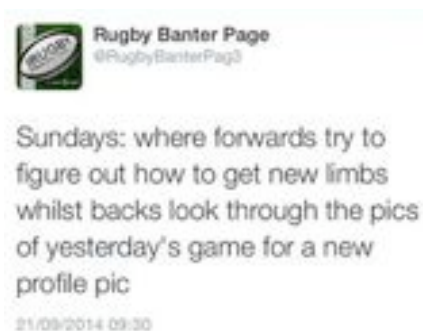 RUGBY
Rugby Banter Page
@RugbyBanterPag3
Sundays: where forwards try to
figure out how to get new limbs
whilst backs look through the pics
of yesterday's game for a new
profile pic
21/09/2014 09:30